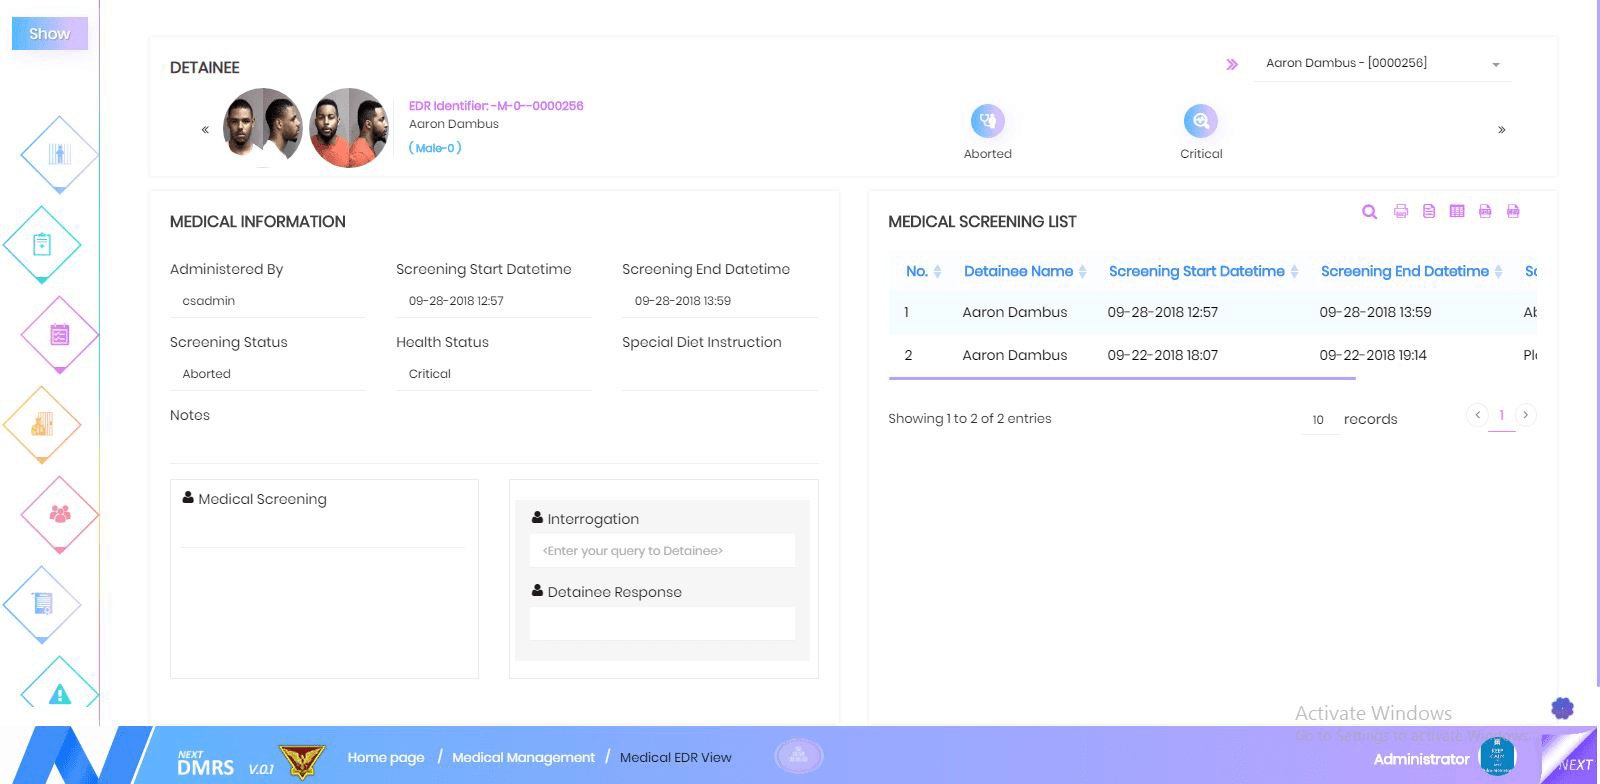 Show
DETAINEE
Aaron Dambus - [0000256]
EDR Identifier: -M-0--0000256
Aaron Dambus
( Male-0 )
Aborted
Critical
MEDICAL INFORMATION
Administered By
Screening Start Datetime
Screening End Datetime
csadmin
09-28-2018 12:57
09-28-2018 13:59
Screening Status
Health Status
Special Diet Instruction
Aborted
Critical
Notes
Medical Screening
Interrogation
<Enter your query to Detainee>
Detainee Response
MEDICAL SCREENING LIST
No. Detainee Name Screening Start Datetime Screening End Datetime Sc
1 Aaron Dambus 09-28-2018 12:57 09-28-2018 13:59 Ab
2 Aaron Dambus 09-22-2018 18:07 09-22-2018 19:14 Ple
Showing 1 to 2 of 2 entries
10 records
1
Activate Windows
Go to Settings to activate Windows.
NEXT
DMRS V.0.1
Home page / Medical Management / Medical EDR View
Administrator
KEEP
CALM
NEXT